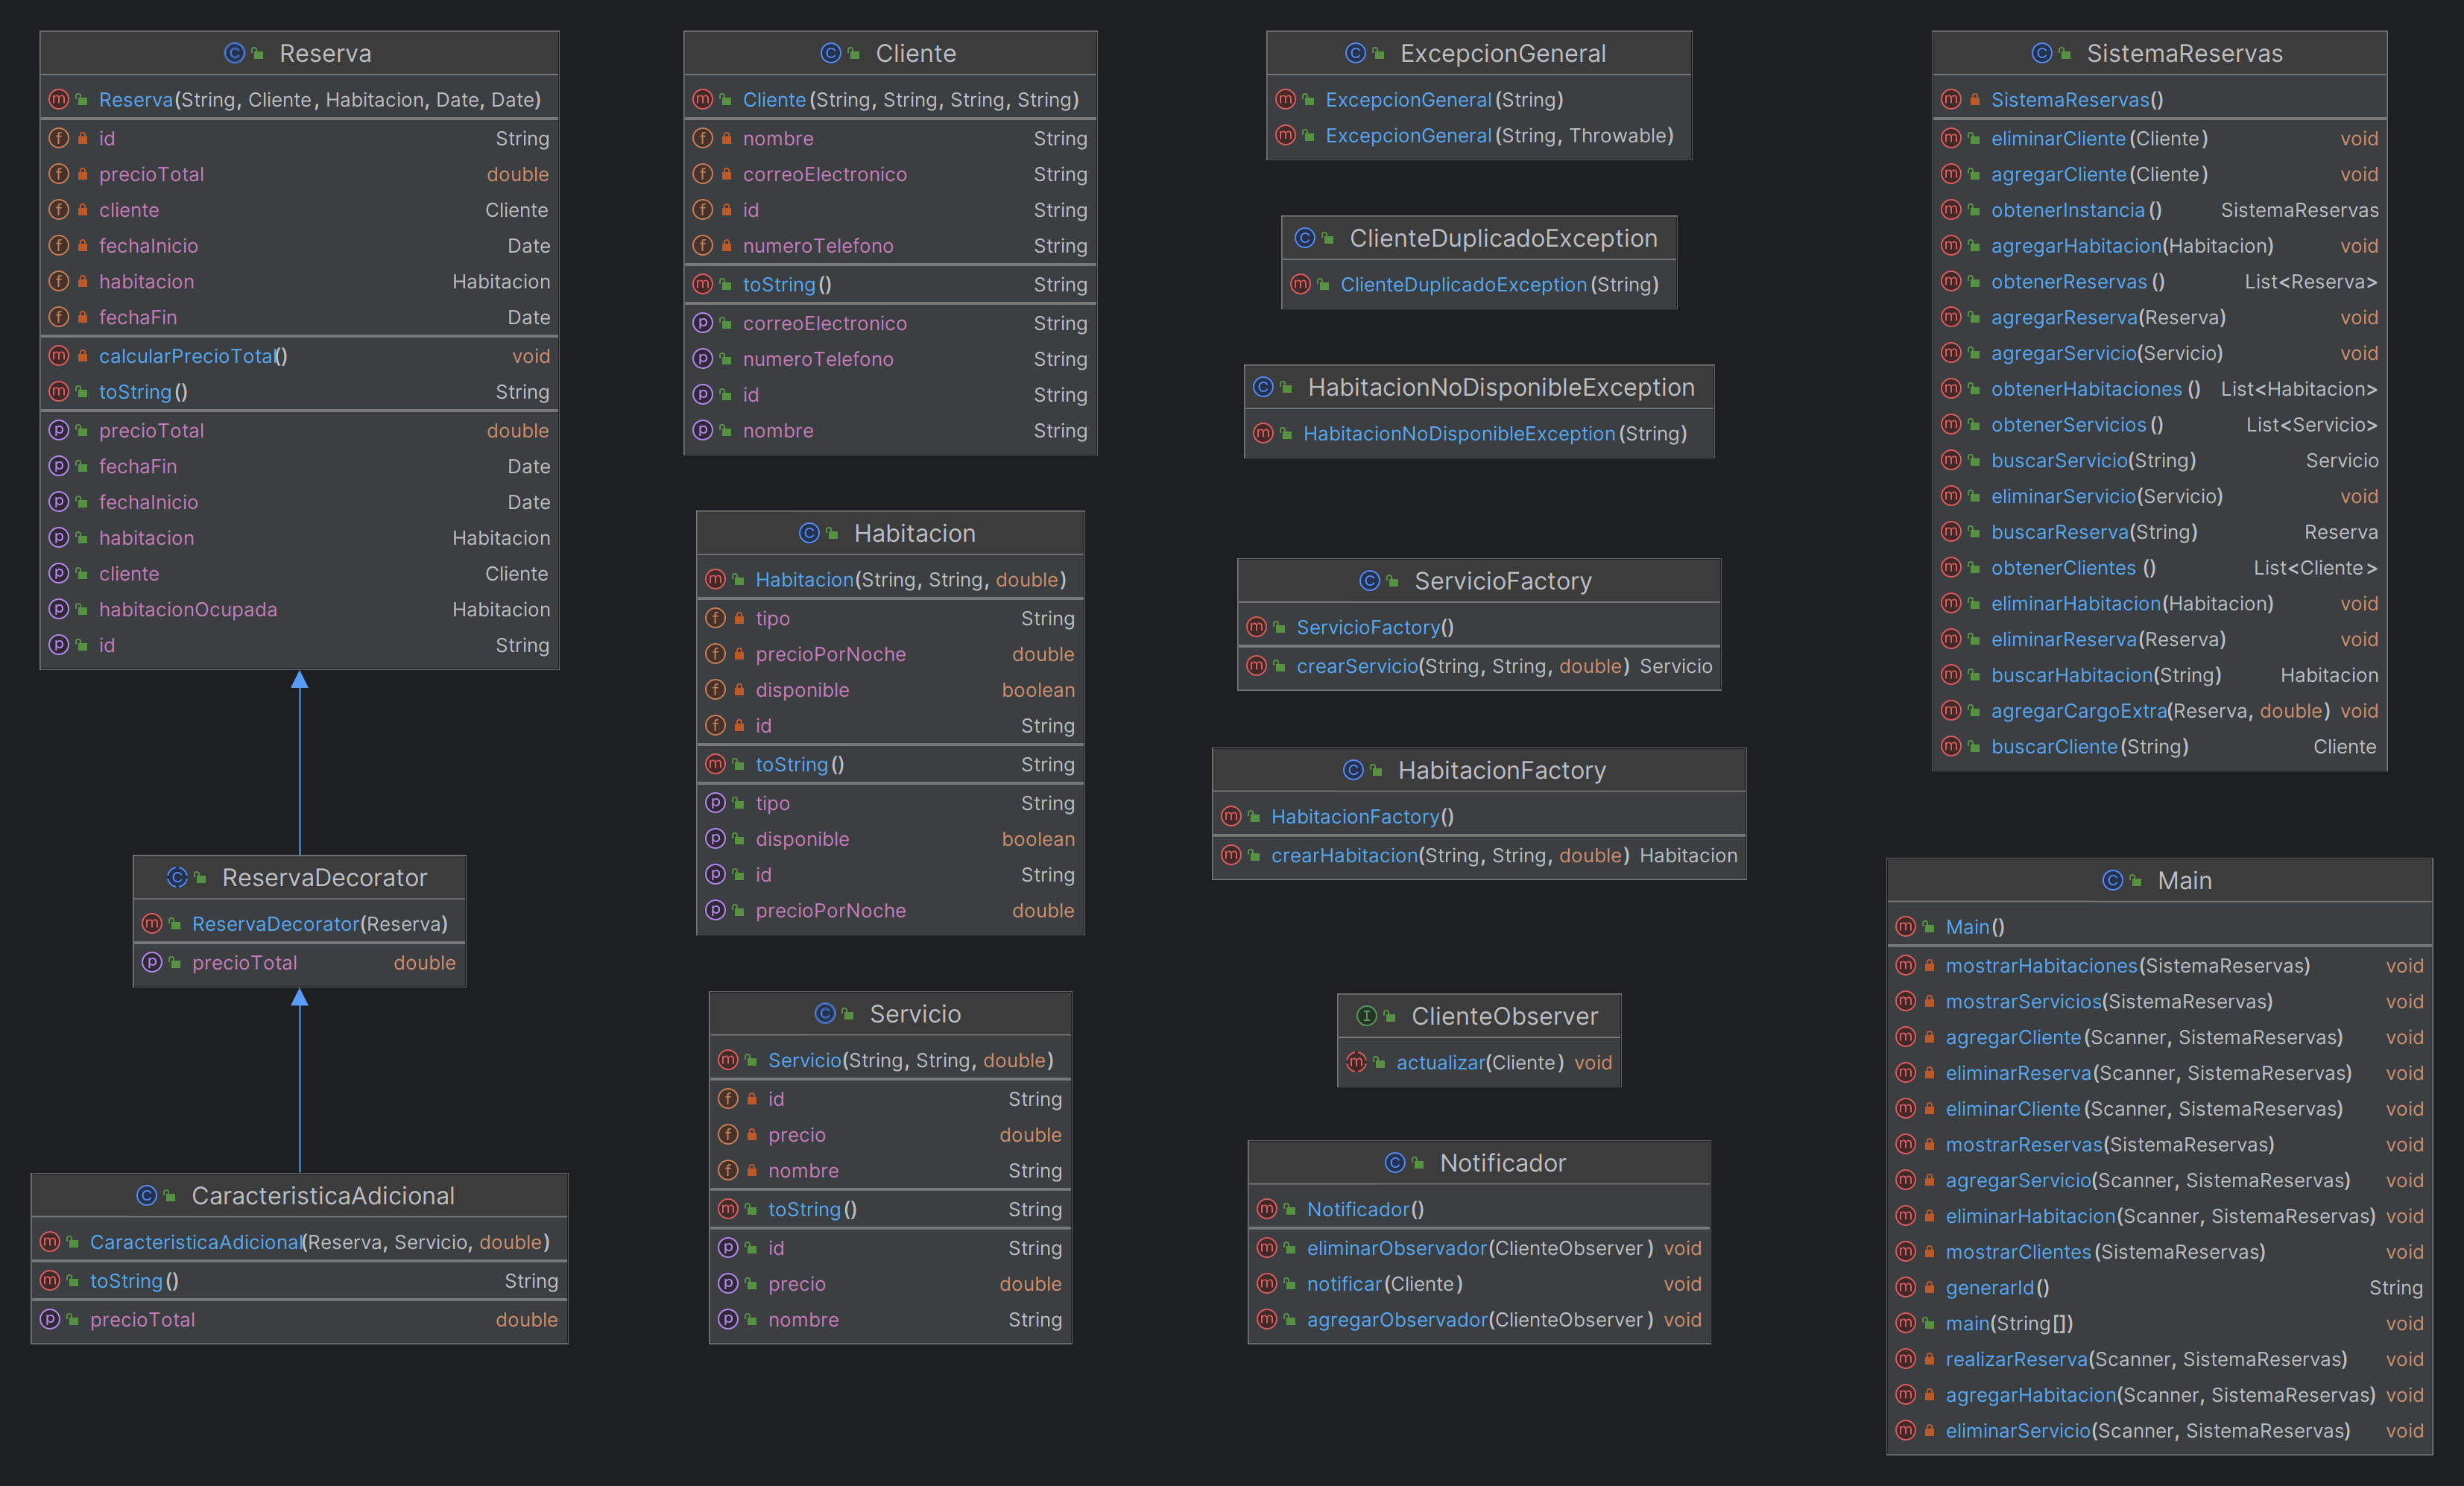 Reserva
Reserva(String, Cliente, Habitacion, Date, Date)
id String
precioTotal double
cliente Cliente
fechaInicio Date
habitacion Habitacion
fechaFin Date
calcularPrecioTotal() void
toString() String
precioTotal double
fechaFin Date
fechaInicio Date
habitacion Habitacion
cliente Cliente
habitacionOcupada Habitacion
id String
ReservaDecorator
ReservaDecorator(Reserva)
precioTotal double
CaracteristicaAdicional
CaracteristicaAdicional(Reserva, Servicio, double)
toString() String
precioTotal double
Cliente
Cliente(String, String, String, String)
nombre String
correoElectronico String
id String
numeroTelefono String
toString() String
correoElectronico String
numeroTelefono String
id String
nombre String
Habitacion
Habitacion(String, String, double)
tipo String
precioPorNoche double
disponible boolean
id String
toString() String
tipo String
disponible boolean
id String
precioPorNoche double
Servicio
Servicio(String, String, double)
id String
precio double
nombre String
toString() String
id String
precio double
nombre String
ExcepcionGeneral
ExcepcionGeneral(String)
ExcepcionGeneral(String, Throwable)
ClienteDuplicadoException
ClienteDuplicadoException(String)
HabitacionNoDisponibleException
HabitacionNoDisponibleException(String)
ServicioFactory
ServicioFactory()
crearServicio(String, String, double) Servicio
HabitacionFactory
HabitacionFactory()
crearHabitacion(String, String, double) Habitacion
ClienteObserver
actualizar(Cliente) void
Notificador
Notificador()
eliminarObservador(ClienteObserver) void
notificar(Cliente) void
agregarObservador(ClienteObserver) void
SistemaReservas
SistemaReservas()
eliminarCliente(Cliente) void
agregarCliente(Cliente) void
obtenerInstancia() SistemaReservas
agregarHabitacion(Habitacion) void
obtenerReservas() List<Reserva>
agregarReserva(Reserva) void
agregarServicio(Servicio) void
obtenerHabitaciones() List<Habitacion>
obtenerServicios() List<Servicio>
buscarServicio(String) Servicio
eliminarServicio(Servicio) void
buscarReserva(String) Reserva
obtenerClientes() List<Cliente>
eliminarHabitacion(Habitacion) void
eliminarReserva(Reserva) void
buscarHabitacion(String) Habitacion
agregarCargoExtra(Reserva, double) void
buscarCliente(String) Cliente
Main
Main()
mostrarHabitaciones(SistemaReservas) void
mostrarServicios(SistemaReservas) void
agregarCliente(Scanner, SistemaReservas) void
eliminarReserva(Scanner, SistemaReservas) void
eliminarCliente(Scanner, SistemaReservas) void
mostrarReservas(SistemaReservas) void
agregarServicio(Scanner, SistemaReservas) void
eliminarHabitacion(Scanner, SistemaReservas) void
mostrarClientes(SistemaReservas) void
generarId() String
main(String[]) void
realizarReserva(Scanner, SistemaReservas) void
agregarHabitacion(Scanner, SistemaReservas) void
eliminarServicio(Scanner, SistemaReservas) void